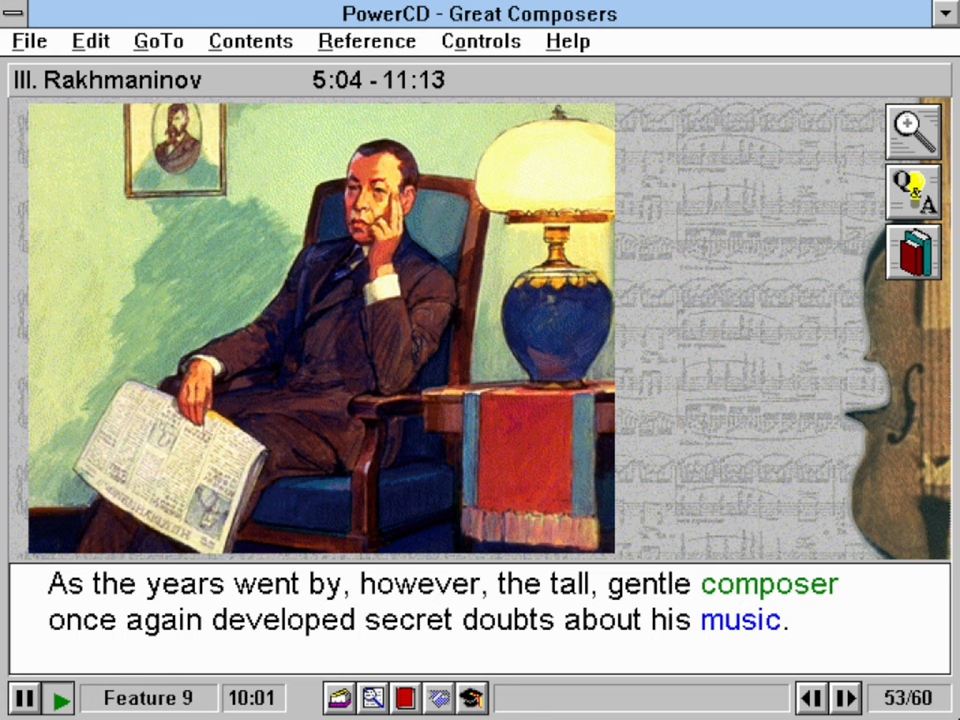 PowerCD - Great Composers
File Edit GoTo Contents Reference Controls Help
III. Rakhmaninov 5:04 - 11:13
Q & A
As the years went by, however, the tall, gentle composer
once again developed secret doubts about his music.
Feature 9 10:01 53/60